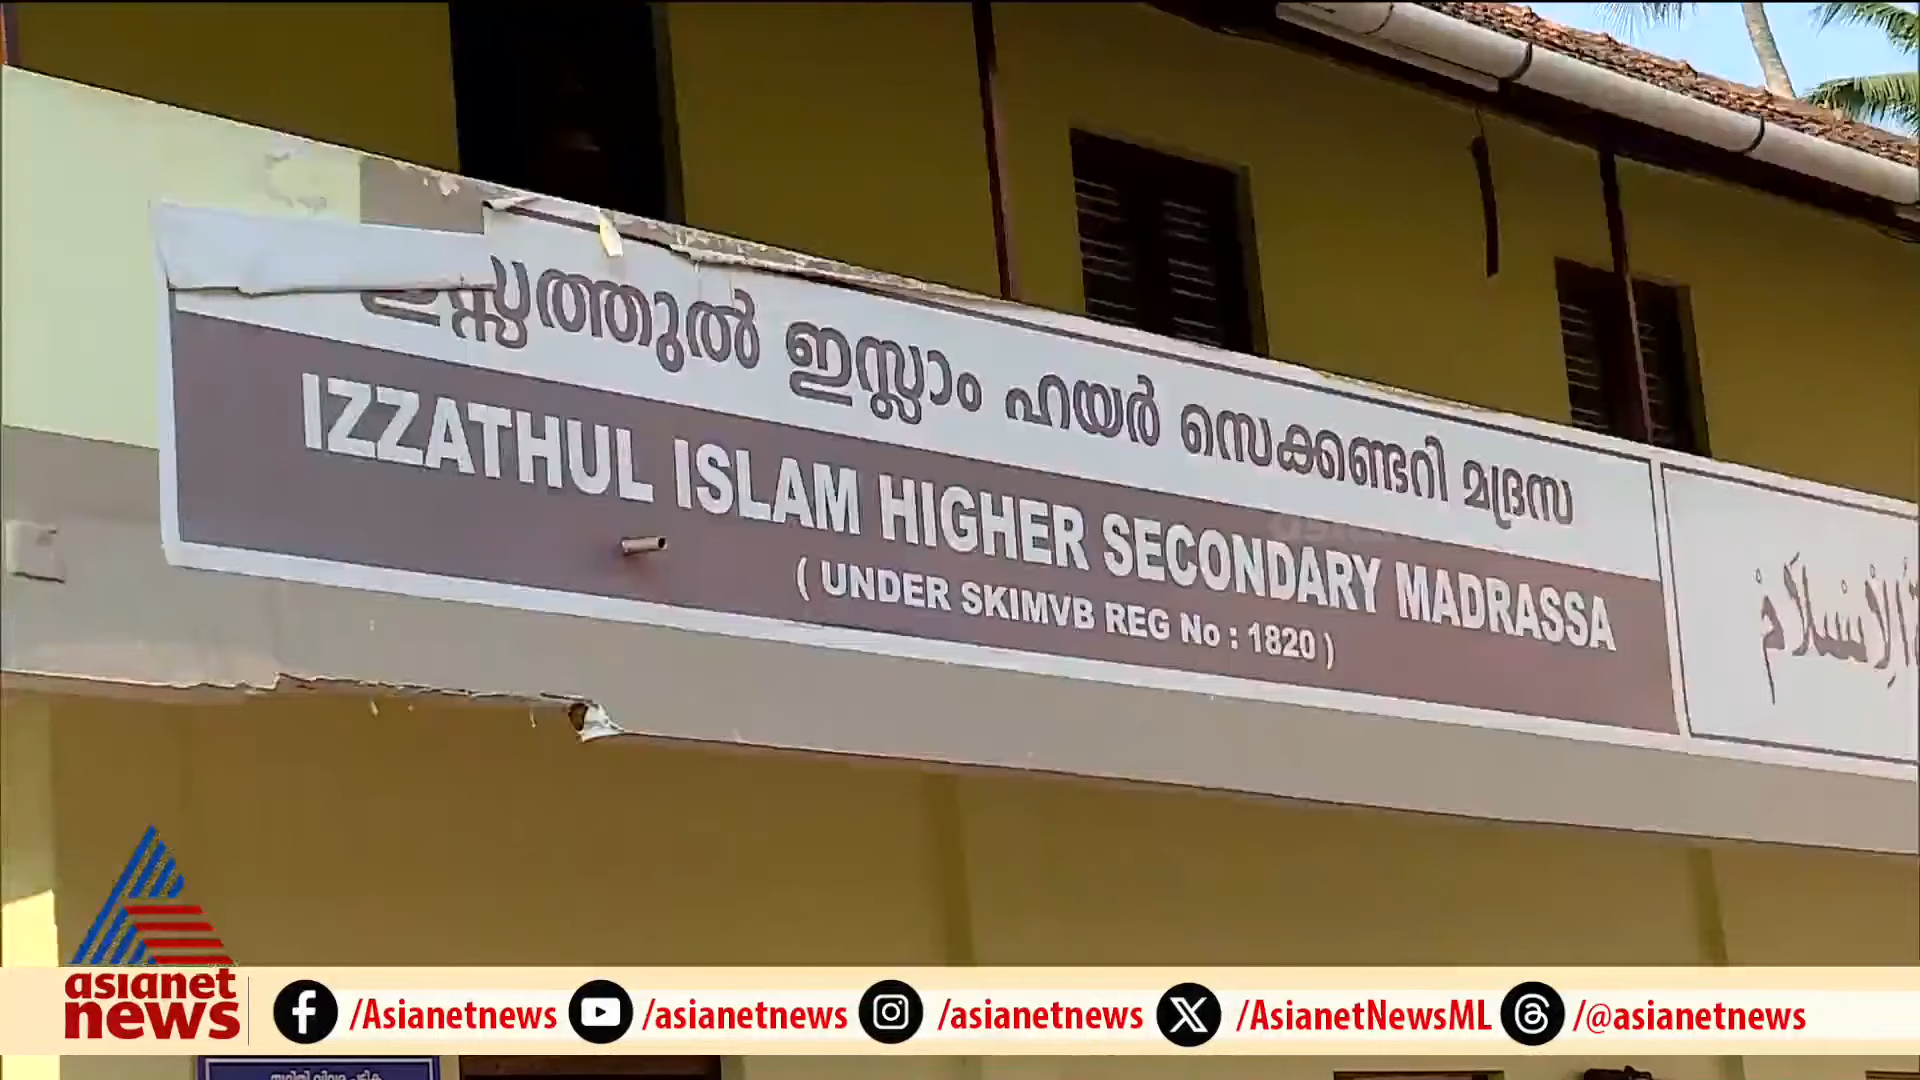 ഇസ്സത്തുൽ ഇസ്ലാം ഹയർ സെക്കണ്ടറി മദ്രസ
IZZATHUL ISLAM HIGHER SECONDARY MADRASSA
( UNDER SKIMVB REG No : 1820 )
الإسلام
asianet
news
/Asianetnews
/asianetnews
/asianetnews
/AsianetNewsML
/@asianetnews